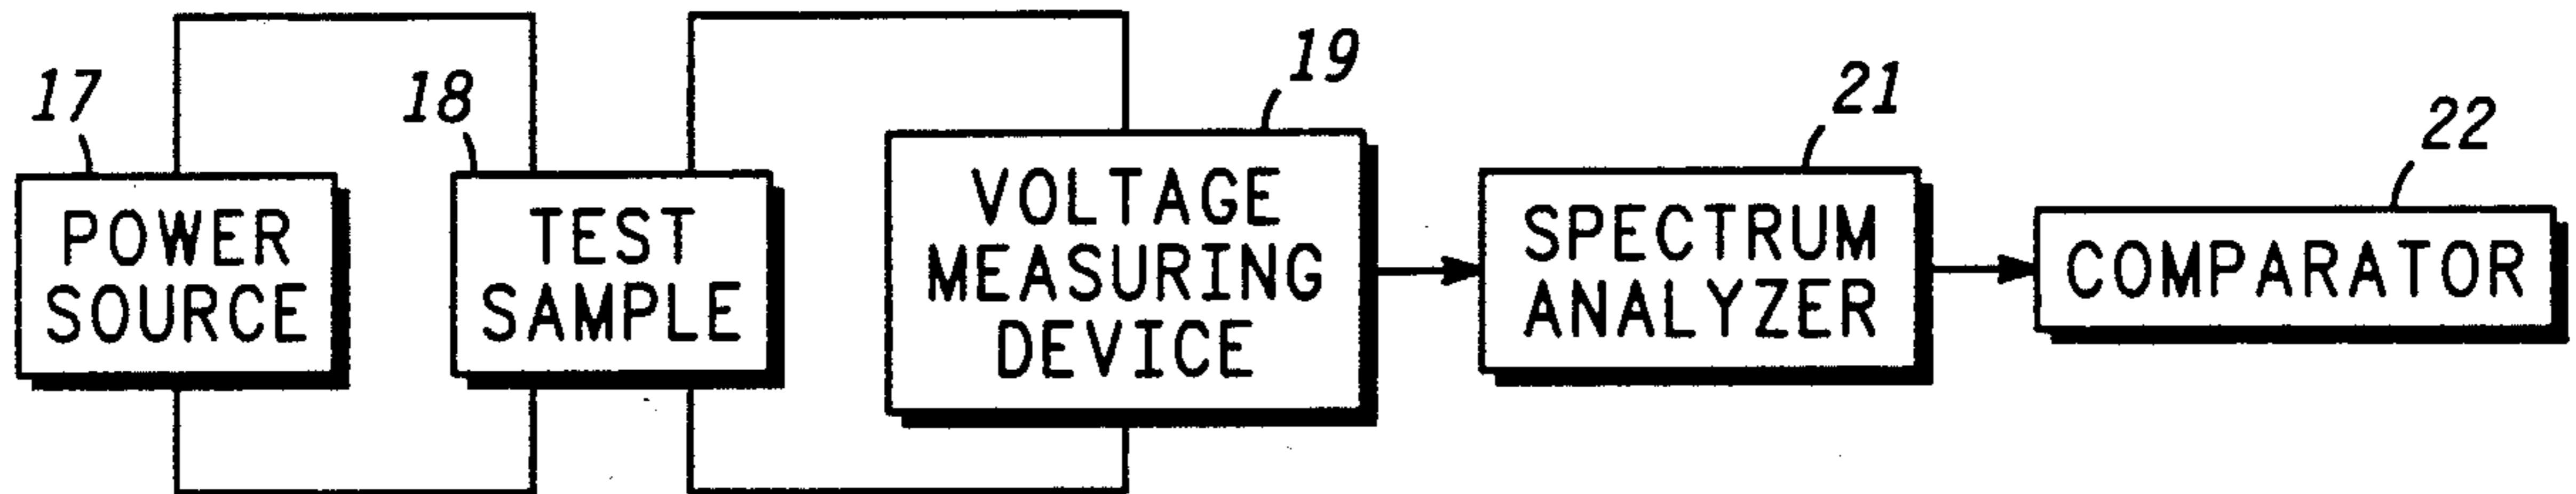 17
POWER
SOURCE
18
TEST
SAMPLE
19
VOLTAGE
MEASURING
DEVICE
21
SPECTRUM
ANALYZER
22
COMPARATOR